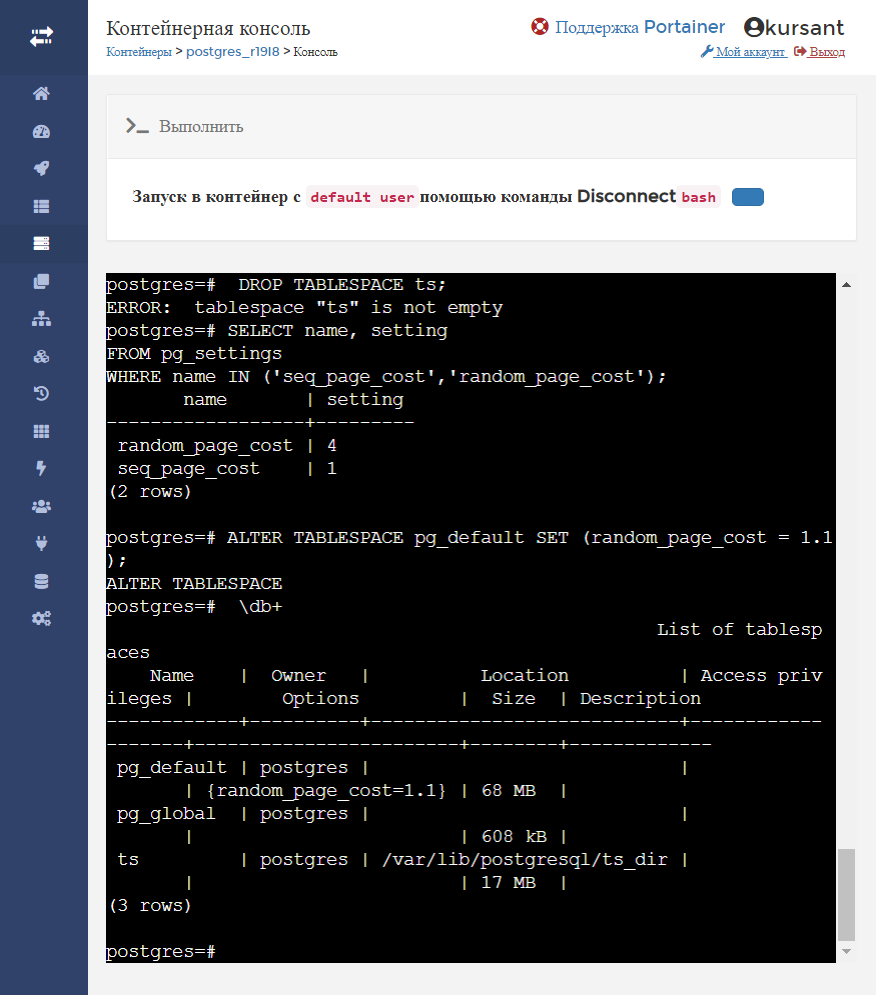 Контейнерная консоль
Поддержка Portainer
kursant
Контейнеры > postgres_r19l8 > Консоль
Мой аккаунт Выход
Выполнить
Запуск в контейнер с default user помощью команды Disconnect bash
postgres=#  DROP TABLESPACE ts;
ERROR:  tablespace "ts" is not empty
postgres=# SELECT name, setting
FROM pg_settings
WHERE name IN ('seq_page_cost','random_page_cost');
       name       | setting
------------------+---------
 random_page_cost | 4
 seq_page_cost    | 1
(2 rows)
postgres=# ALTER TABLESPACE pg_default SET (random_page_cost = 1.1
);
ALTER TABLESPACE
postgres=#  \db+
                                                  List of tablesp
aces
    Name    |  Owner   |          Location          | Access priv
ileges |        Options         |  Size  | Description
------------+----------+----------------------------+------------
-------+------------------------+--------+-------------
 pg_default | postgres |                            |
       | {random_page_cost=1.1} | 68 MB  |
 pg_global  | postgres |                            |
       |                        | 608 kB |
 ts         | postgres | /var/lib/postgresql/ts_dir |
       |                        | 17 MB  |
(3 rows)
postgres=#